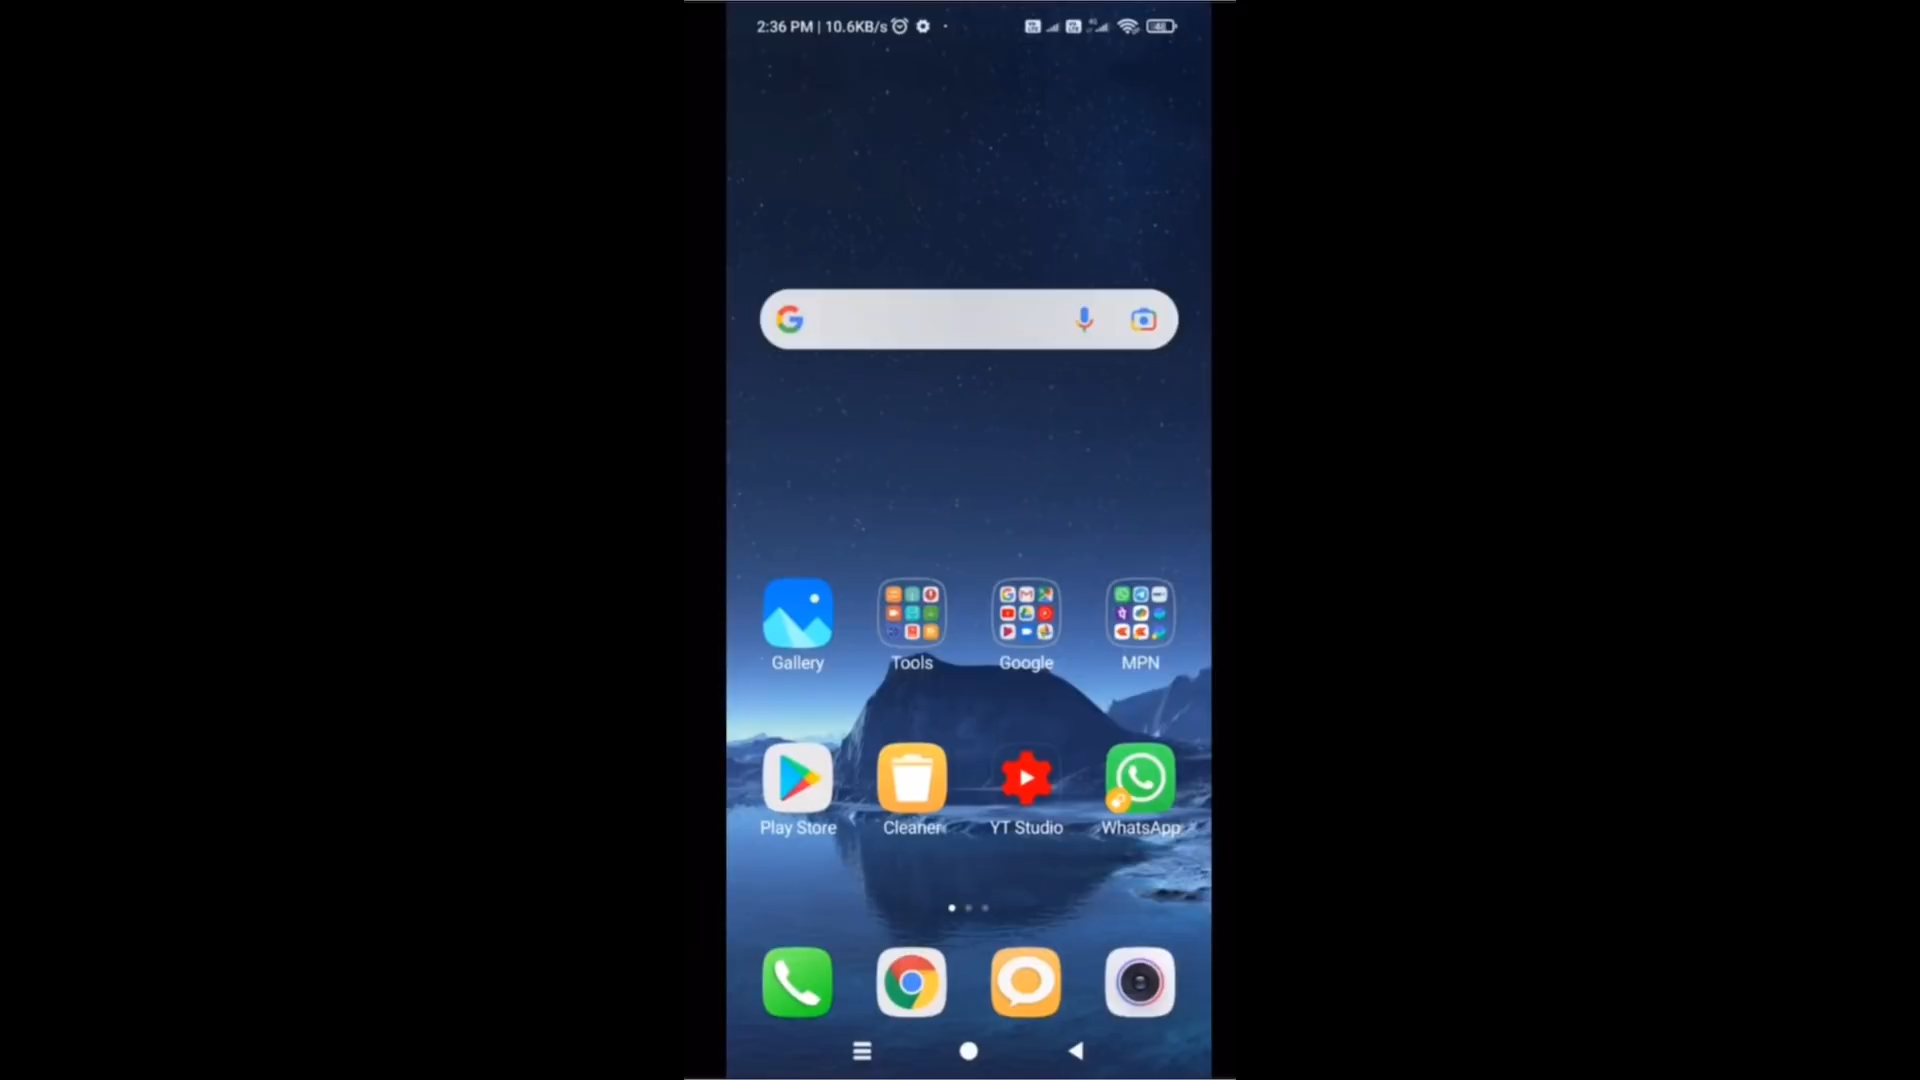 2:36 PM | 10.6KB/s
Gallery
Tools
Google
MPN
Play Store
Cleaner
YT Studio
WhatsApp